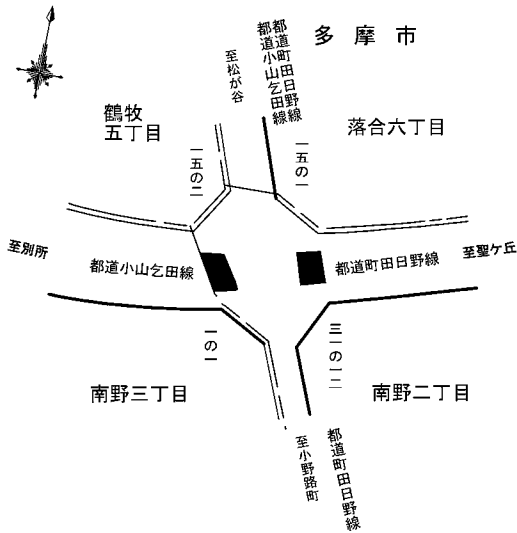 多摩市
都道町田日野線
都道小山乞田線
至松が谷
鶴牧
五丁目
落合六丁目
一五の一
一五の二
至別所
都道小山乞田線
都道町田日野線
至聖ケ丘
一の一
三一の一二
南野三丁目
南野二丁目
都道町田日野線
至小野路町